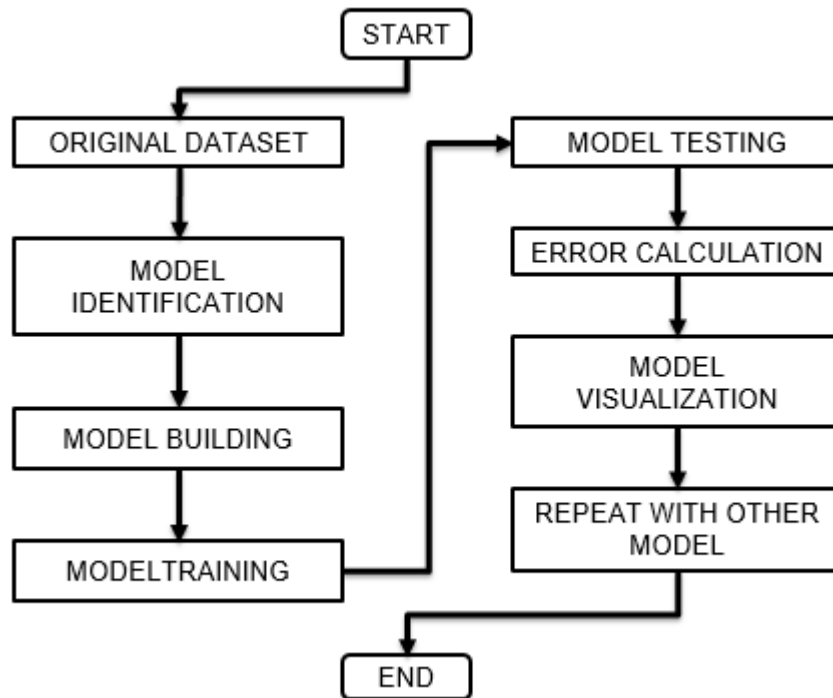 START
ORIGINAL DATASET
MODEL
IDENTIFICATION
MODEL BUILDING
MODELTRAINING
MODEL TESTING
ERROR CALCULATION
MODEL
VISUALIZATION
REPEAT WITH OTHER
MODEL
END